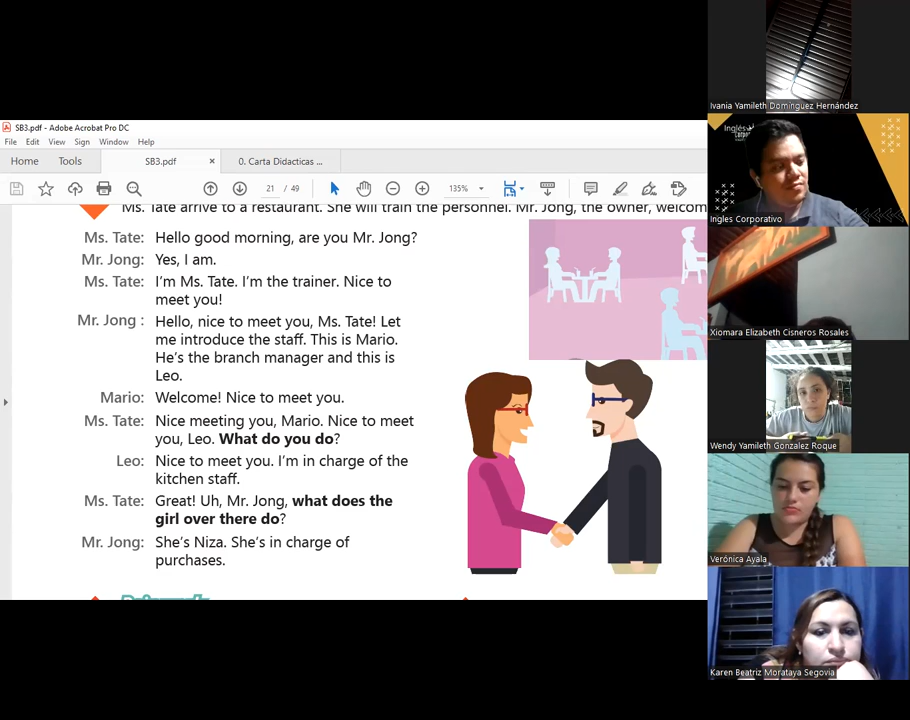 SB3.pdf - Adobe Acrobat Pro DC
File Edit View Sign Window Help
Home Tools SB3.pdf × 0. Carta Didacticas ...
21 / 49 135%
Ms. Tate arrive to a restaurant. She will train the personnel. Mr. Jong, the owner, welcom
Ms. Tate: Hello good morning, are you Mr. Jong?
Mr. Jong: Yes, I am.
Ms. Tate: I'm Ms. Tate. I'm the trainer. Nice to
meet you!
Mr. Jong : Hello, nice to meet you, Ms. Tate! Let
me introduce the staff. This is Mario.
He's the branch manager and this is
Leo.
Mario: Welcome! Nice to meet you.
Ms. Tate: Nice meeting you, Mario. Nice to meet
you, Leo. What do you do?
Leo: Nice to meet you. I'm in charge of the
kitchen staff.
Ms. Tate: Great! Uh, Mr. Jong, what does the
girl over there do?
Mr. Jong: She's Niza. She's in charge of
purchases.
Ivania Yamileth Dominguez Hernández
Inglés
Ingles Corporativo
Xiomara Elizabeth Cisneros Rosales
Wendy Yamileth Gonzalez Roque
Verónica Ayala
Karen Beatriz Morataya Segovia